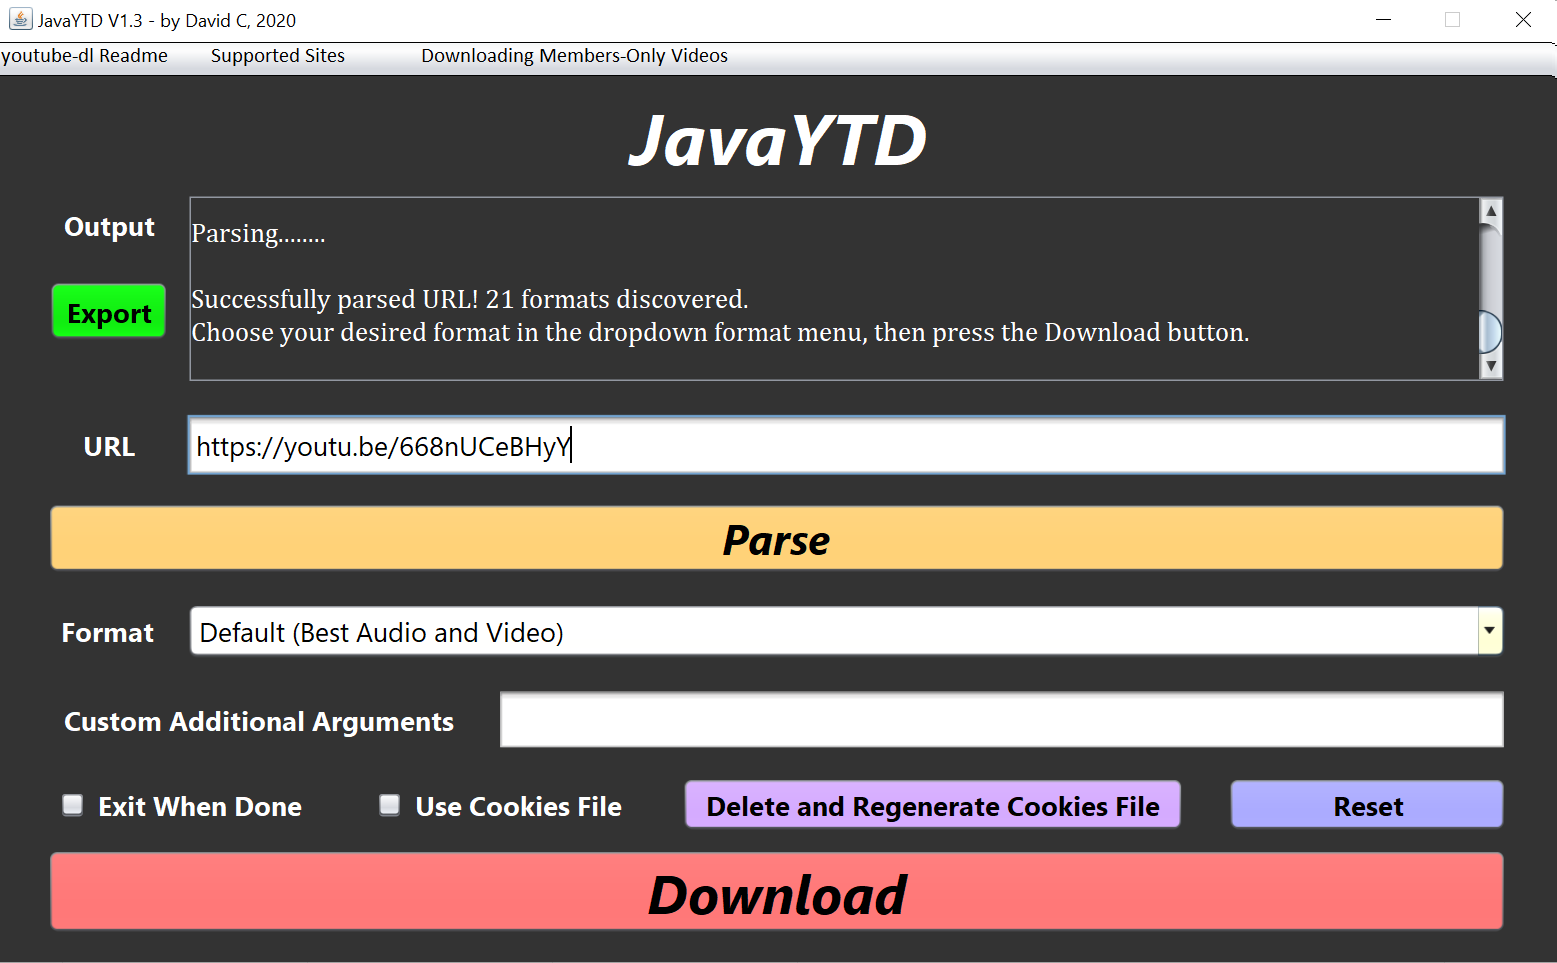 JavaYTD V1.3 - by David C, 2020
youtube-dl Readme Supported Sites Downloading Members-Only Videos
JavaYTD
Output
Parsing........
Export
Successfully parsed URL! 21 formats discovered.
Choose your desired format in the dropdown format menu, then press the Download button.
URL
https://youtu.be/668nUCeBHyY
Parse
Format
Default (Best Audio and Video)
Custom Additional Arguments
Exit When Done
Use Cookies File
Delete and Regenerate Cookies File
Reset
Download